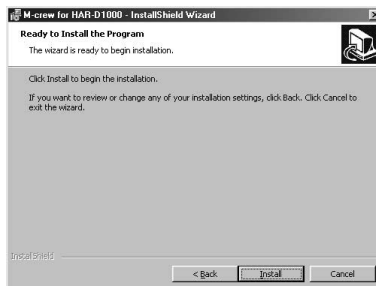 M-crew for HAR-D1000 - InstallShield Wizard
Ready to Install the Program
The wizard is ready to begin installation.
Click Install to begin the installation.
If you want to review or change any of your installation settings, click Back. Click Cancel to
exit the wizard.
InstallShield
< Back
Install
Cancel